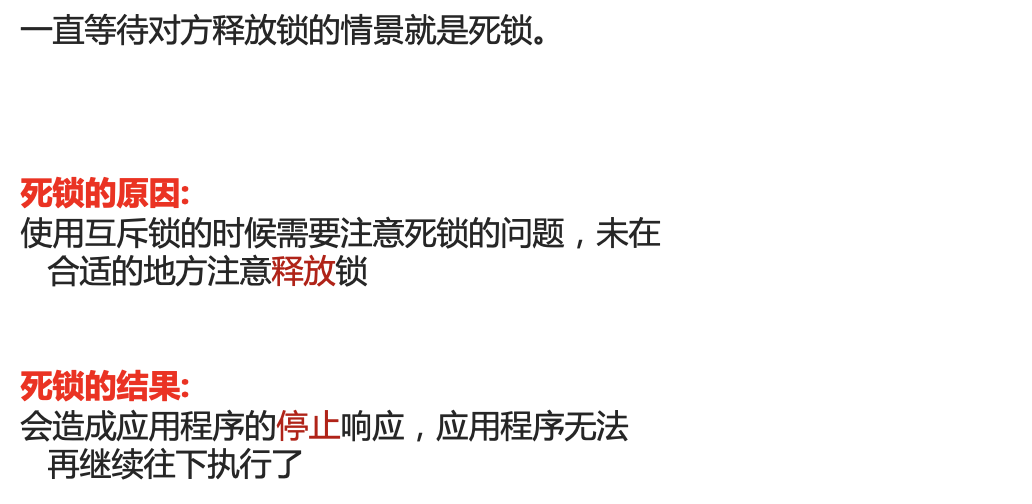 一直等待对方释放锁的情景就是死锁。
死锁的原因:
使用互斥锁的时候需要注意死锁的问题，未在
合适的地方注意释放锁
死锁的结果:
会造成应用程序的停止响应，应用程序无法
再继续往下执行了